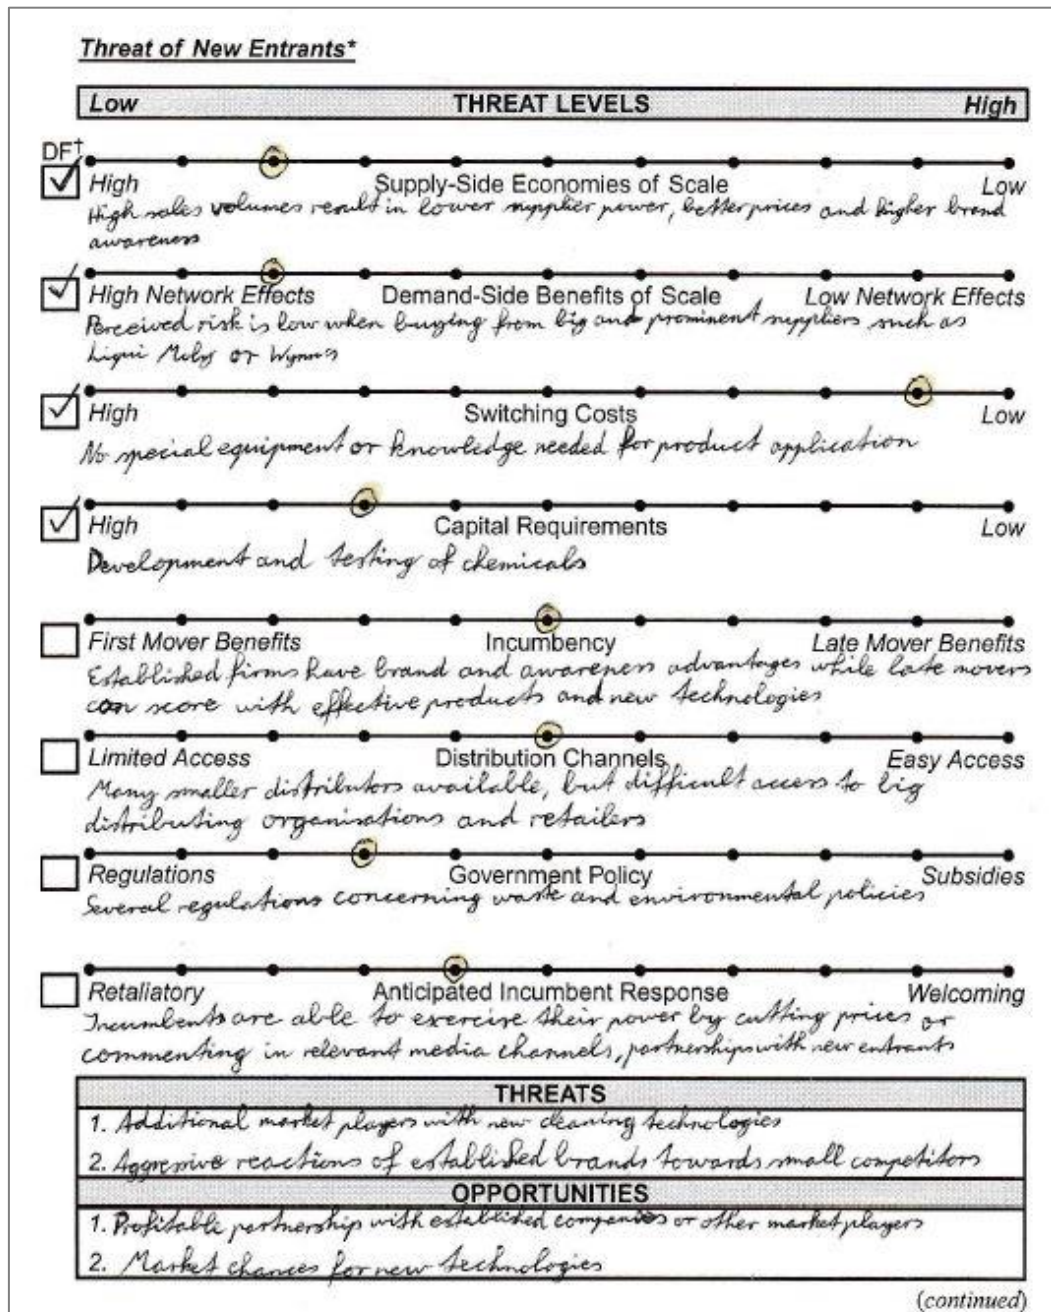 Threat of New Entrants*
Low THREAT LEVELS High
DF†
High Supply-Side Economies of Scale Low
High sales volumes result in lower supplier power, better prices and higher brand
awareness
High Network Effects Demand-Side Benefits of Scale Low Network Effects
Perceived risk is low when buying from big and prominent suppliers such as
Liqui Moly or Wynns
High Switching Costs Low
No special equipment or knowledge needed for product application
High Capital Requirements Low
Development and testing of chemicals
First Mover Benefits Incumbency Late Mover Benefits
Established firms have brand and awareness advantages while late movers
can score with effective products and new technologies
Limited Access Distribution Channels Easy Access
Many smaller distributors available, but difficult access to big
distributing organisations and retailers
Regulations Government Policy Subsidies
Several regulations concerning waste and environmental policies
Retaliatory Anticipated Incumbent Response Welcoming
Incumbents are able to exercise their power by cutting prices or
commenting in relevant media channels, partnerships with new entrants
THREATS
1. Additional market players with new cleaning technologies
2. Aggressive reactions of established brands towards small competitors
OPPORTUNITIES
1. Profitable partnership with established companies or other market players
2. Market chances for new technologies
(continued)